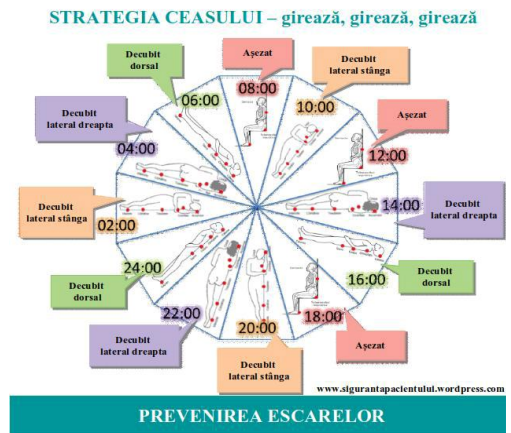 STRATEGIA CEASULUI – girează, girează, girează
Așezat
08:00
Decubit
lateral stânga
10:00
Așezat
12:00
Decubit
lateral dreapta
14:00
Decubit
dorsal
16:00
Așezat
18:00
Decubit
lateral stânga
20:00
Decubit
lateral dreapta
22:00
Decubit
dorsal
24:00
Decubit
lateral stânga
02:00
Decubit
lateral dreapta
04:00
Decubit
dorsal
06:00
www.sigurantapacientului.wordpress.com
PREVENIREA ESCARELOR